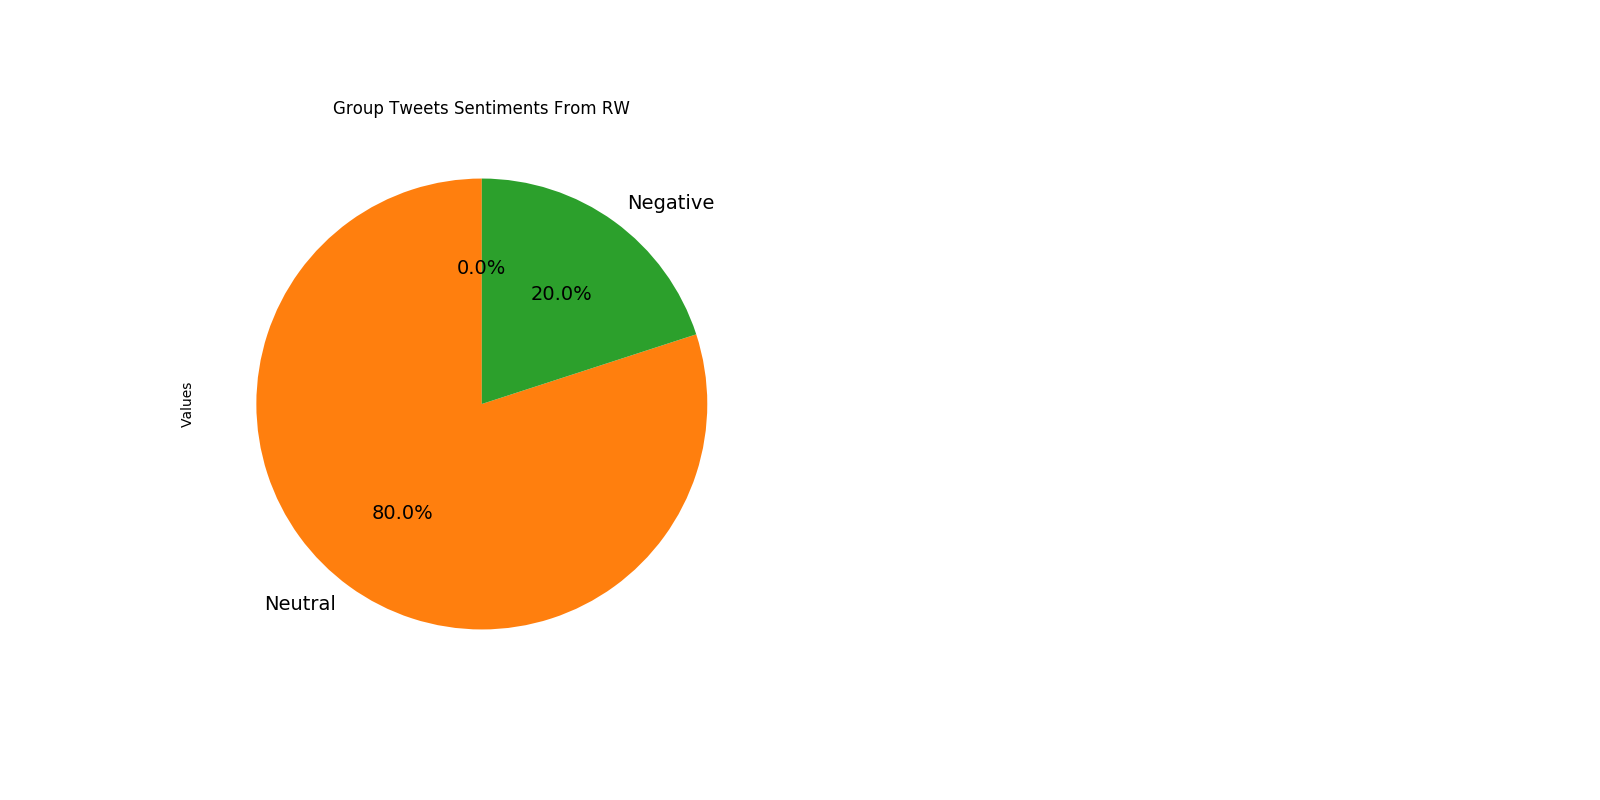 Group Tweets Sentiments From RW
Negative
0.0%
20.0%
Values
80.0%
Neutral